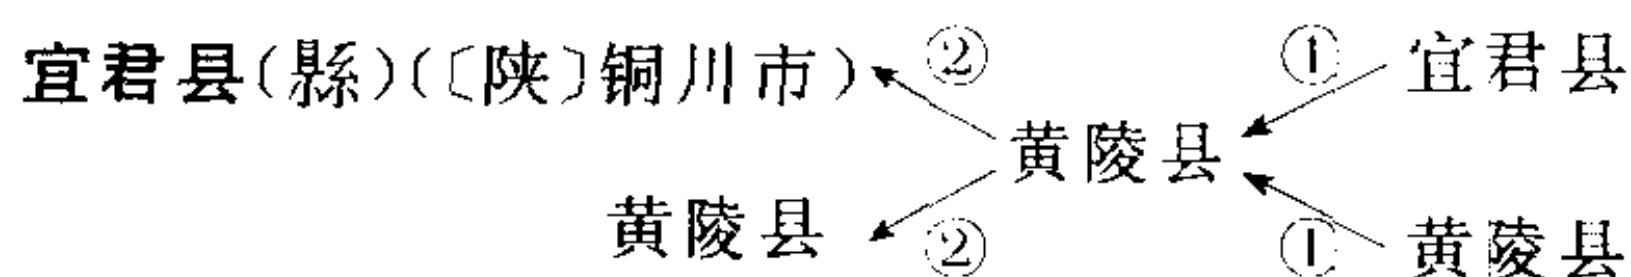 宜君县(縣)(〔陕〕铜川市) ② ① 宜君县
黄陵县
黄陵县 ② ① 黄陵县